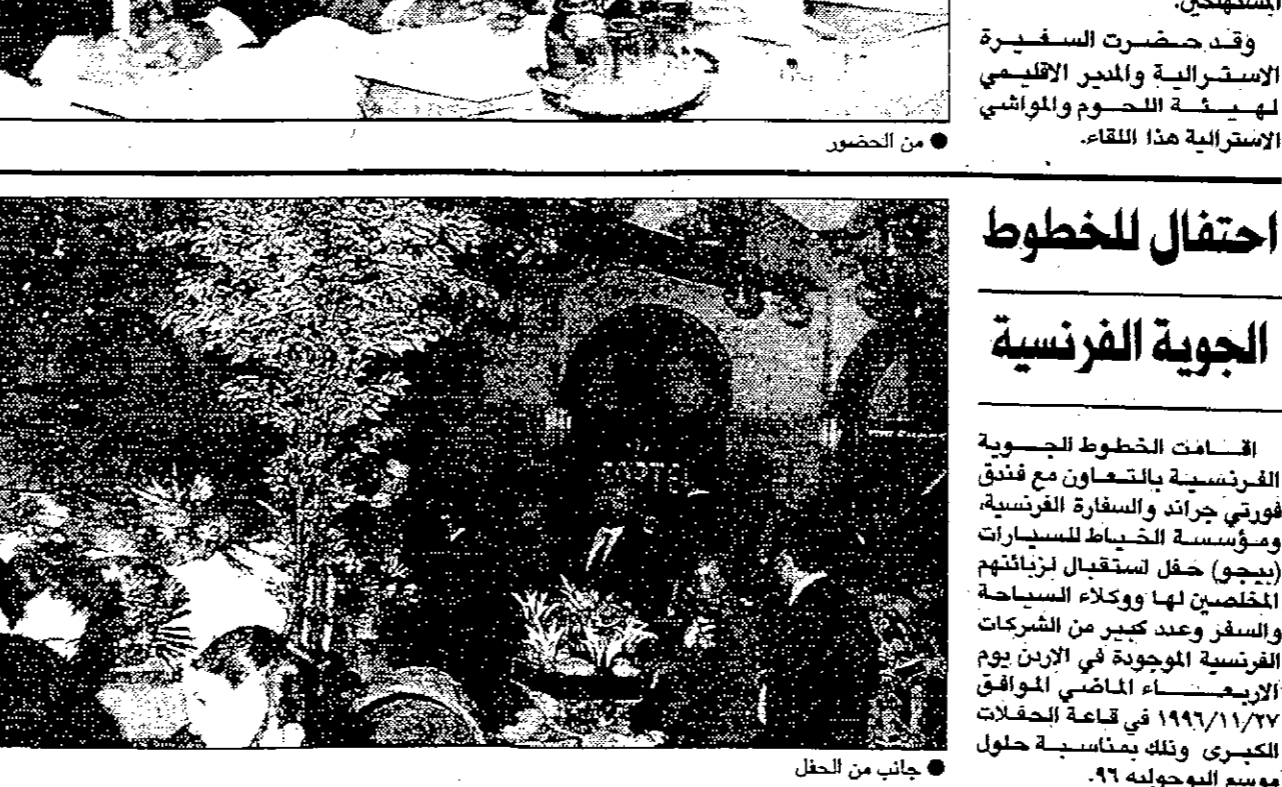 المستهلكين.
وقد حضرت السفيرة
الاسترالية والمدير الاقليمي
لهيئة اللحوم والمواشي
الاسترالية هذا اللقاء.
● من الحضور
احتفال للخطوط
الجوية الفرنسية
اقامت الخطوط الجوية
الفرنسية بالتعاون مع فندق
فورتي جراند والسفارة الفرنسية،
ومؤسسة الخياط للسيارات
(بيجو) حفل استقبال لزبائنهم
المخلصين لها ووكلاء السياحة
والسفر وعدد كبير من الشركات
الفرنسية الموجودة في الاردن يوم
الاربعاء الماضي الموافق
١٩٩٦/١١/٢٧ في قاعة الحفلات
الكبرى وذلك بمناسبة حلول
موسم البوجوليه ٩٦.
● جانب من الحفل